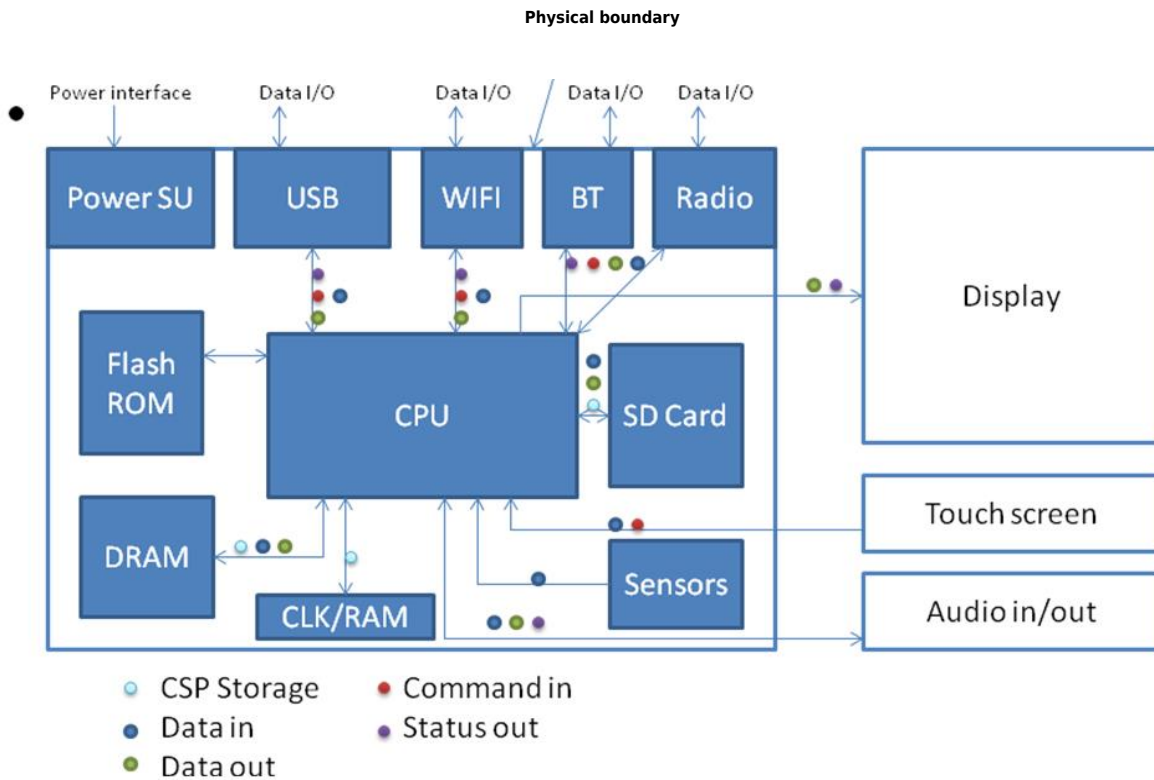 Physical boundary
Power interface
Data I/O
Data I/O
Data I/O
Data I/O
Power SU
USB
WIFI
BT
Radio
Display
Flash
ROM
CPU
SD Card
Touch screen
DRAM
Sensors
CLK/RAM
Audio in/out
CSP Storage
Command in
Data in
Status out
Data out